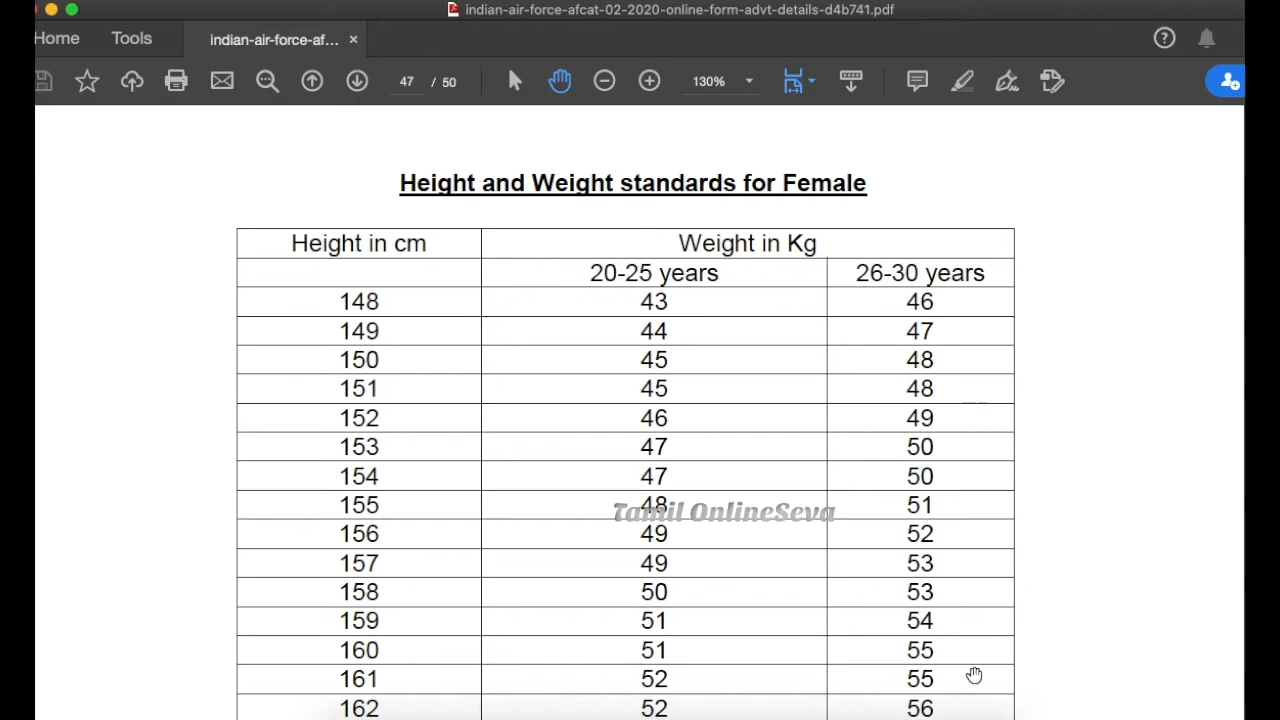 indian-air-force-afcat-02-2020-online-form-advt-details-d4b741.pdf
Home Tools indian-air-force-af... ×
47 / 50 130%
Height and Weight standards for Female
Height in cm Weight in Kg
20-25 years 26-30 years
148 43 46
149 44 47
150 45 48
151 45 48
152 46 49
153 47 50
154 47 50
155 48 51
Tamil OnlineSeva
156 49 52
157 49 53
158 50 53
159 51 54
160 51 55
161 52 55
162 52 56